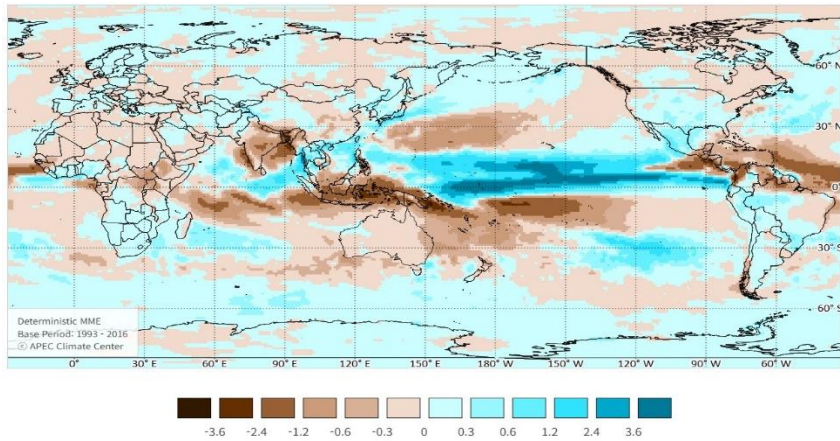 60° N
30° N
0°
30° S
60° S
Deterministic MME
Base Period: 1993 - 2016
© APEC Climate Center
0° 30° E 60° E 90° E 120° E 150° E 180° W 150° W 120° W 90° W 60° W
-3.6 -2.4 -1.2 -0.6 -0.3 0 0.3 0.6 1.2 2.4 3.6